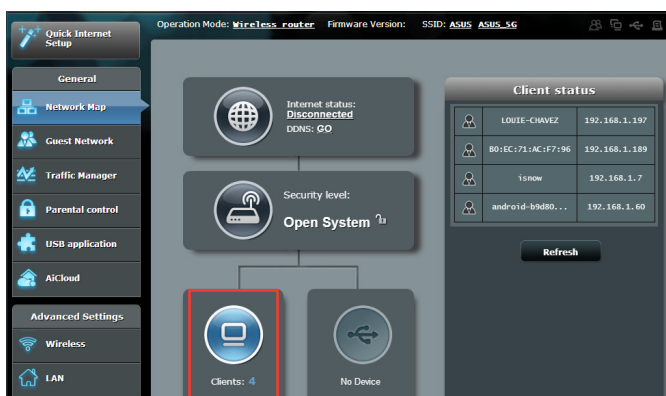 Quick Internet
Setup
Operation Mode: Wireless router Firmware Version: SSID: ASUS ASUS_5G
General
Network Map
Guest Network
Traffic Manager
Parental control
USB application
AiCloud
Advanced Settings
Wireless
LAN
Internet status:
Disconnected
DDNS: GO
Security level:
Open System
Clients: 4
No Device
Client status
LOUIE-CHAVEZ 192.168.1.197
B0:EC:71:AC:F7:96 192.168.1.189
isnow 192.168.1.7
android-b9d80... 192.168.1.60
Refresh